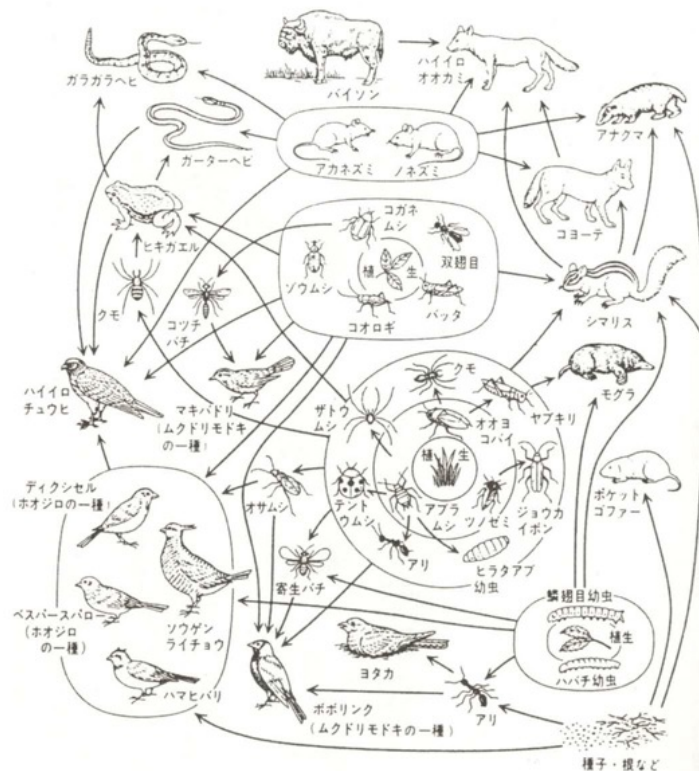 ガラガラヘビ
バイソン
ハイイロ
オオカミ
ガーターヘビ
アカネズミ
ノネズミ
アナクマ
コヨーテ
ヒキガエル
コガネ
ムシ
双翅目
ゾウムシ
植生
コオロギ
バッタ
シマリス
クモ
コツチ
バチ
ハイイロ
チュウヒ
マキバドリ
(ムクドリモドキ
の一種)
クモ
ザトウ
ムシ
オオヨ
コバイ
ヤブキリ
モグラ
植生
ディクシセル
(ホオジロの一種)
オサムシ
テント
ウムシ
アブラ
ムシ
ツノゼミ
ジョウカ
イボン
ポケット
ゴファー
アリ
ヒラタアブ
幼虫
寄生バチ
ベスパースパロー
(ホオジロ
の一種)
ソウゲン
ライチョウ
鱗翅目幼虫
植生
ハバチ幼虫
ハマヒバリ
ヨタカ
アリ
ボボリンク
(ムクドリモドキの一種)
種子・根など